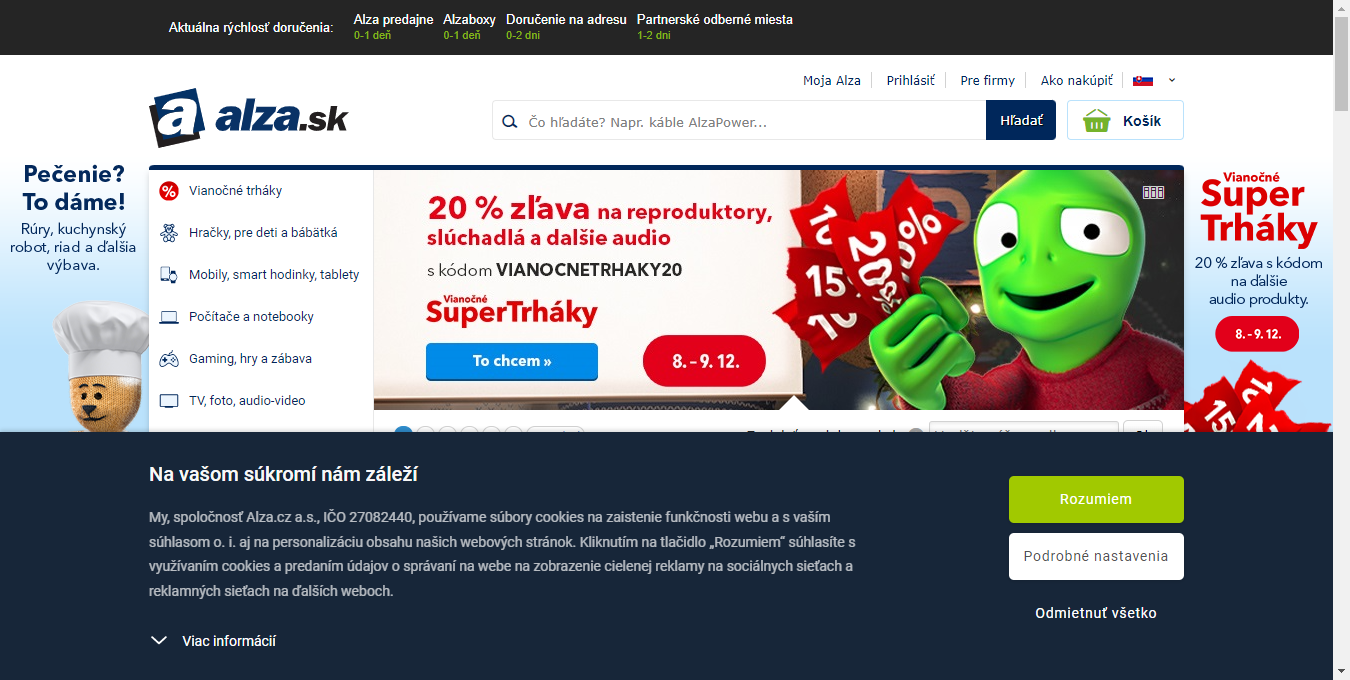 Aktuálna rýchlosť doručenia:
Alza predajne
0-1 deň
Alzaboxy
0-1 deň
Doručenie na adresu
0-2 dni
Partnerské odberné miesta
1-2 dni
Moja Alza
Prihlásiť
Pre firmy
Ako nakúpiť
alza.sk
Čo hľadáte? Napr. káble AlzaPower...
Hľadať
Košík
Pečenie?
To dáme!
Rúry, kuchynský
robot, riad a ďalšia
výbava.
Vianočné trháky
Hračky, pre deti a bábätká
Mobily, smart hodinky, tablety
Počítače a notebooky
Gaming, hry a zábava
TV, foto, audio-video
20 % zľava na reproduktory,
slúchadlá a dalšie audio
s kódom VIANOCNETRHAKY20
Vianočné
SuperTrháky
To chcem »
8. – 9. 12.
Vianočné
Super
Trháky
20 % zľava s kódom
na ďalšie
audio produkty.
8. – 9. 12.
Na vašom súkromí nám záleží
My, spoločnosť Alza.cz a.s., IČO 27082440, používame súbory cookies na zaistenie funkčnosti webu a s vaším
súhlasom o. i. aj na personalizáciu obsahu našich webových stránok. Kliknutím na tlačidlo „Rozumiem“ súhlasíte s
využívaním cookies a predaním údajov o správaní na webe na zobrazenie cielenej reklamy na sociálnych sieťach a
reklamných sieťach na ďalších weboch.
Viac informácií
Rozumiem
Podrobné nastavenia
Odmietnuť všetko